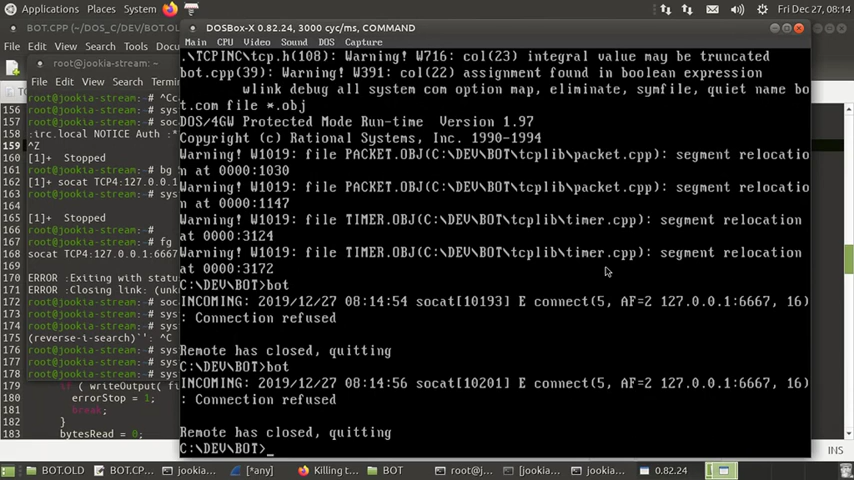 Applications Places System Fri Dec 27, 08:14
BOT.CPP (~/DOS_C/DEV/BOT
DOSBox-X 0.82.24, 3000 cyc/ms, COMMAND
File Edit View Search
root@jookia-stream: ~
Main CPU Video Sound DOS Capture
File Edit View Search Termin
156
157
158
159
160
161
162
163
164
165
166
167
168
169
170
171
172
173
174
175
176
177
178
179
180
181
182
183
root@jookia-stream:~# ^Cc
root@jookia-stream:~# sys
root@jookia-stream:~# soc
:irc.local NOTICE Auth :*
^Z
[1]+ Stopped
root@jookia-stream:~# bg
[1]+ socat TCP4:127.0.0.1
root@jookia-stream:~# sys
[1]+ Stopped
root@jookia-stream:~#
root@jookia-stream:~# fg
socat TCP4:127.0.0.1:6667
ERROR :Exiting with statu
ERROR :Closing link: (unk
root@jookia-stream:~# soc
root@jookia-stream:~# sys
root@jookia-stream:~# sys
(reverse-i-search)`': ^C
root@jookia-stream:~# sys
root@jookia-stream:~# sys
root@jookia-stream:~# sys
if ( writeOutput( fi
errorStop = 1;
break;
}
bytesRead = 0;
.\TCPINC\tcp.h(108): Warning! W716: col(23) integral value may be truncated
bot.cpp(39): Warning! W391: col(22) assignment found in boolean expression
wlink debug all system com option map, eliminate, symfile, quiet name bo
t.com file *.obj
DOS/4GW Protected Mode Run-time Version 1.97
Copyright (c) Rational Systems, Inc. 1990-1994
Warning! W1019: file PACKET.OBJ(C:\DEV\BOT\tcplib\packet.cpp): segment relocatio
n at 0000:1030
Warning! W1019: file PACKET.OBJ(C:\DEV\BOT\tcplib\packet.cpp): segment relocatio
n at 0000:1147
Warning! W1019: file TIMER.OBJ(C:\DEV\BOT\tcplib\timer.cpp): segment relocation
at 0000:3124
Warning! W1019: file TIMER.OBJ(C:\DEV\BOT\tcplib\timer.cpp): segment relocation
at 0000:3172
C:\DEV\BOT>bot
INCOMING: 2019/12/27 08:14:54 socat[10193] E connect(5, AF=2 127.0.0.1:6667, 16)
: Connection refused
Remote has closed, quitting
C:\DEV\BOT>bot
INCOMING: 2019/12/27 08:14:56 socat[10201] E connect(5, AF=2 127.0.0.1:6667, 16)
: Connection refused
Remote has closed, quitting
C:\DEV\BOT>_
INS
BOT.OLD BOT.CP... jookia-... [*any] Killing t... BOT root@jo... [jookia-... jookia-... 0.82.24